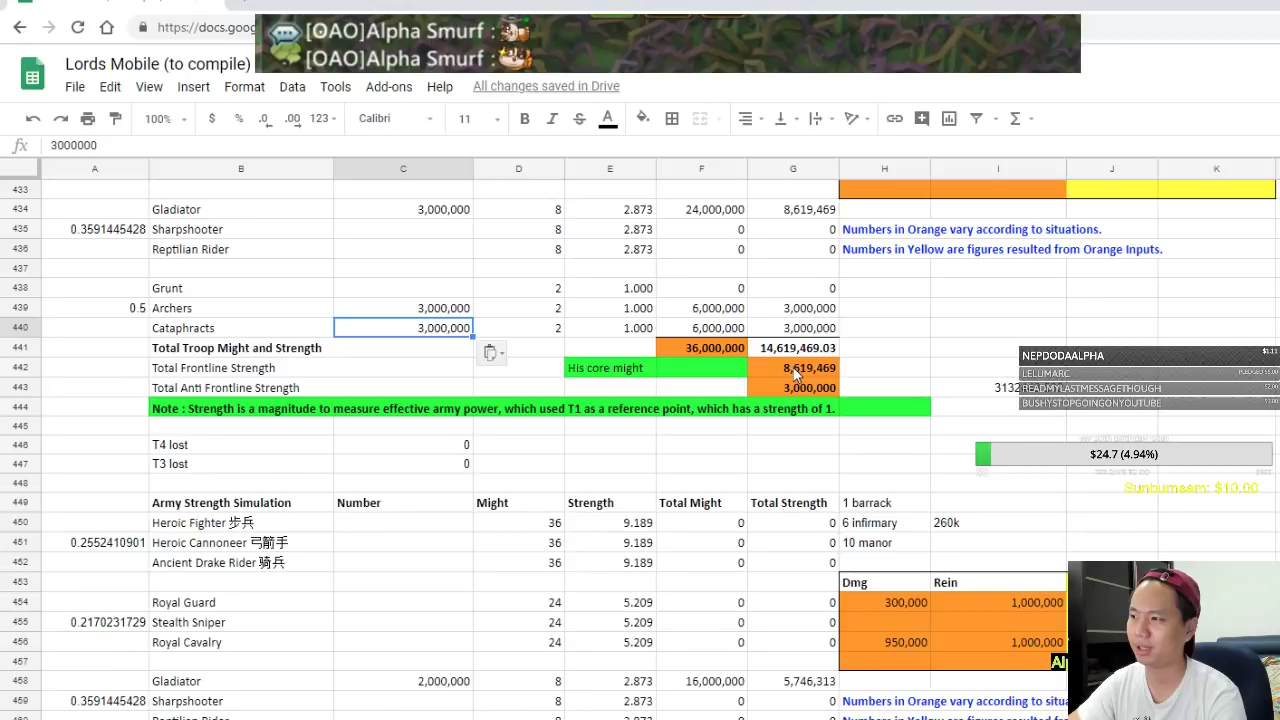 https://docs.goog
[OAO]Alpha Smurf :
[OAO]Alpha Smurf :
Lords Mobile (to compile)
File Edit View Insert Format Data Tools Add-ons Help All changes saved in Drive
100% $ % .0 .00 123 Calibri 11 B I S A
fx 3000000
A B C D E F G H I J K
433
434 Gladiator 3,000,000 8 2.873 24,000,000 8,619,469
435 0.3591445428 Sharpshooter 8 2.873 0 0 Numbers in Orange vary according to situations.
436 Reptilian Rider 8 2.873 0 0 Numbers in Yellow are figures resulted from Orange Inputs.
437
438 Grunt 2 1.000 0 0
439 0.5 Archers 3,000,000 2 1.000 6,000,000 3,000,000
440 Cataphracts 3,000,000 2 1.000 6,000,000 3,000,000
441 Total Troop Might and Strength 36,000,000 14,619,469.03
NEPDODAALPHA $1.11
442 Total Frontline Strength His core might 8,619,469
LELUMARC
443 Total Anti Frontline Strength 3,000,000 3132
READMYLASTMESSAGETHOUGH
BUSHYSTOPGOINGONYOUTUBE
444 Note : Strength is a magnitude to measure effective army power, which used T1 as a reference point, which has a strength of 1.
445
446 T4 lost 0
$24.7 (4.94%)
447 T3 lost 0
448
Sunbumsam: $10.00
449 Army Strength Simulation Number Might Strength Total Might Total Strength 1 barrack
450 Heroic Fighter 步兵 36 9.189 0 0 6 infirmary 260k
451 0.2552410901 Heroic Cannoneer 弓箭手 36 9.189 0 0 10 manor
452 Ancient Drake Rider 骑兵 36 9.189 0 0
453 Dmg Rein
454 Royal Guard 24 5.209 0 0 300,000 1,000,000
455 0.2170231729 Stealth Sniper 24 5.209 0 0
456 Royal Cavalry 24 5.209 0 0 950,000 1,000,000
457 Al
458 Gladiator 2,000,000 8 2.873 16,000,000 5,746,313
459 0.3591445428 Sharpshooter 8 2.873 0 0 Numbers in Orange vary according to si